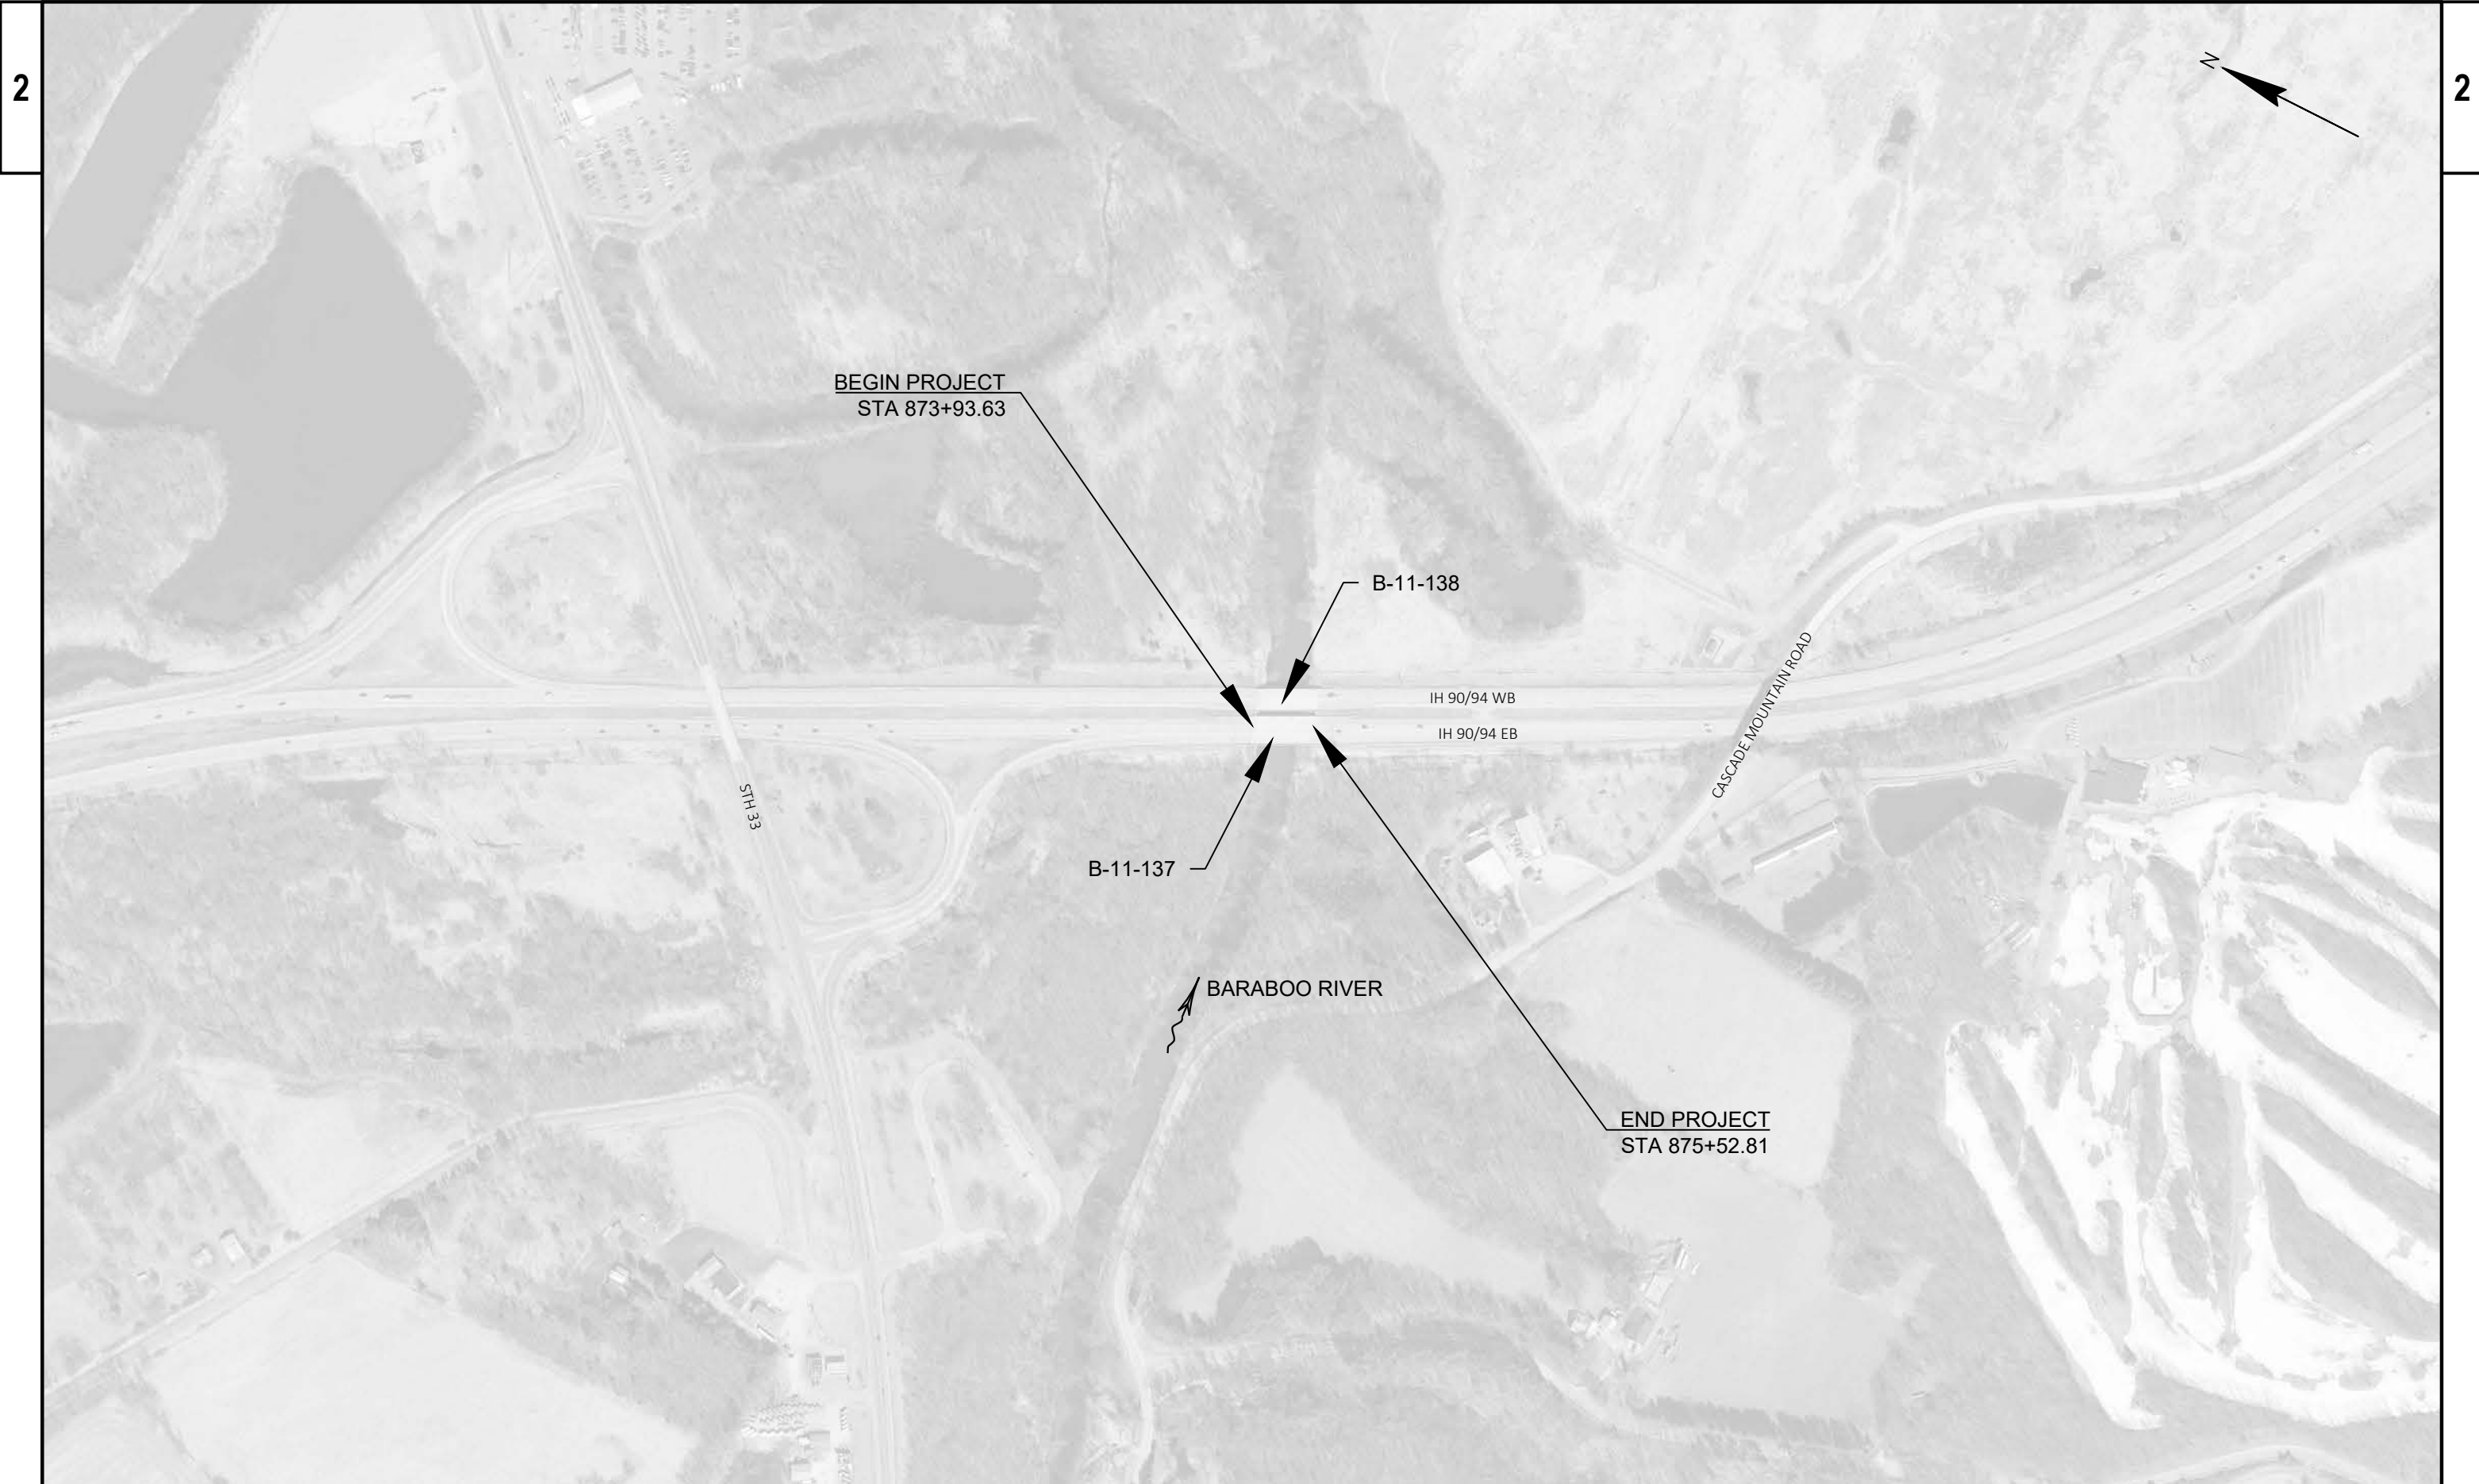 2
2
N
BEGIN PROJECT
STA 873+93.63
B-11-138
IH 90/94 WB
IH 90/94 EB
CASCADE MOUNTAIN ROAD
STH 33
B-11-137
BARABOO RIVER
END PROJECT
STA 875+52.81